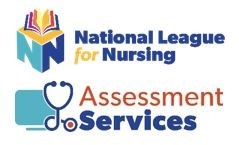 National League
for Nursing
Assessment
Services